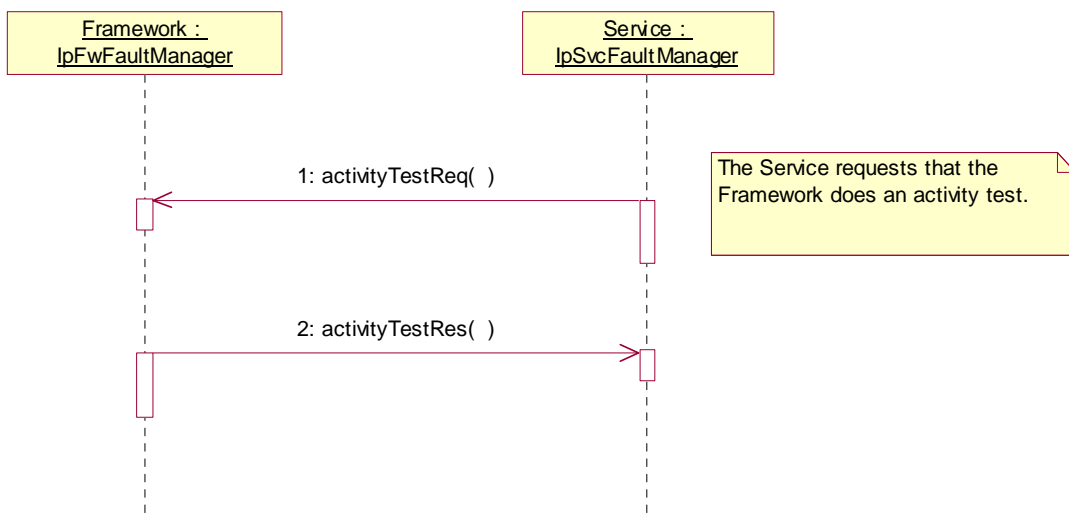 Framework :
IpFwFaultManager
Service :
IpSvcFaultManager
1: activityTestReq( )
The Service requests that the
Framework does an activity test.
2: activityTestRes( )